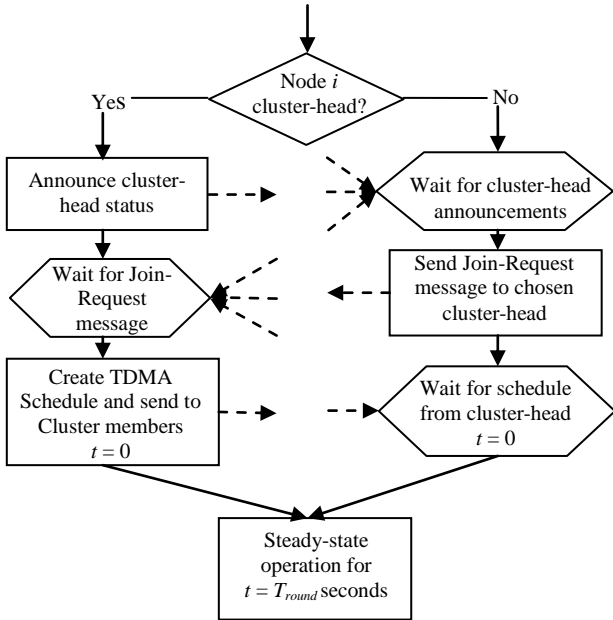 Node i
cluster-head?
Yes
No
Announce cluster-
head status
Wait for cluster-head
announcements
Wait for Join-
Request
message
Send Join-Request
message to chosen
cluster-head
Create TDMA
Schedule and send to
Cluster members
t = 0
Wait for schedule
from cluster-head
t = 0
Steady-state
operation for
t = Tround seconds